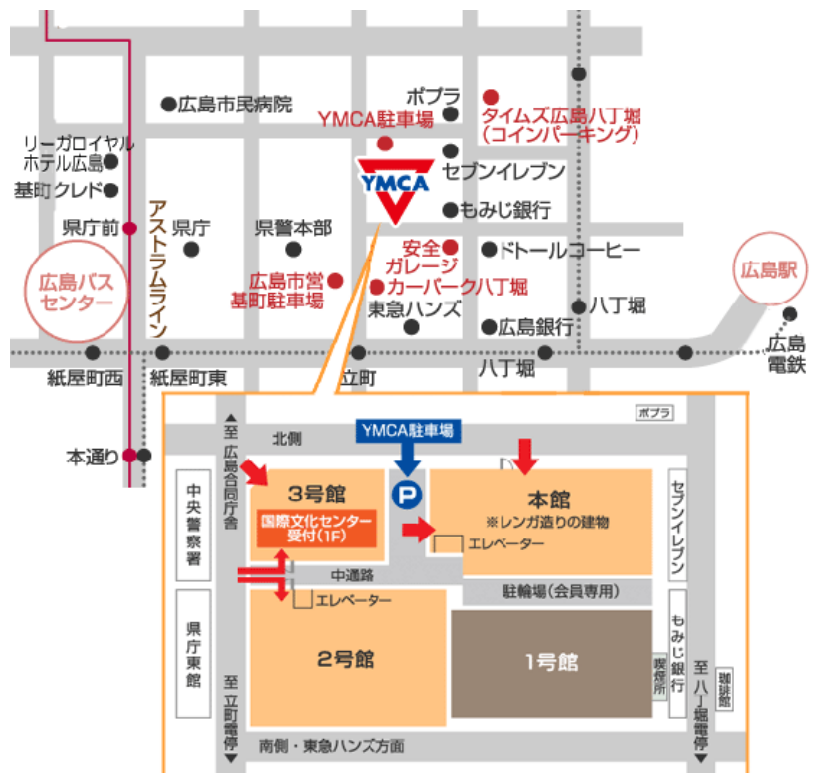 広島市民病院
ポプラ
タイムズ広島八丁堀
（コインパーキング）
YMCA駐車場
リーガロイヤル
ホテル広島
セブンイレブン
YMCA
基町クレド
アストラムライン
もみじ銀行
県庁前
県庁
県警本部
安全
ガレージ
ドトールコーヒー
広島バス
センター
広島市営
基町駐車場
カーパーク八丁堀
広島駅
東急ハンズ
広島銀行
八丁堀
広島
電鉄
紙屋町西
紙屋町東
立町
八丁堀
本通り
ポプラ
至 広島合同庁舎
北側
YMCA駐車場
中央警察署
3号館
国際文化センター
受付(1F)
P
本館
※レンガ造りの建物
エレベーター
セブンイレブン
中通路
駐輪場(会員専用)
エレベーター
県庁東館
2号館
1号館
喫煙所
もみじ銀行
至 立町電停
至 八丁堀電停
珈琲館
南側・東急ハンズ方面